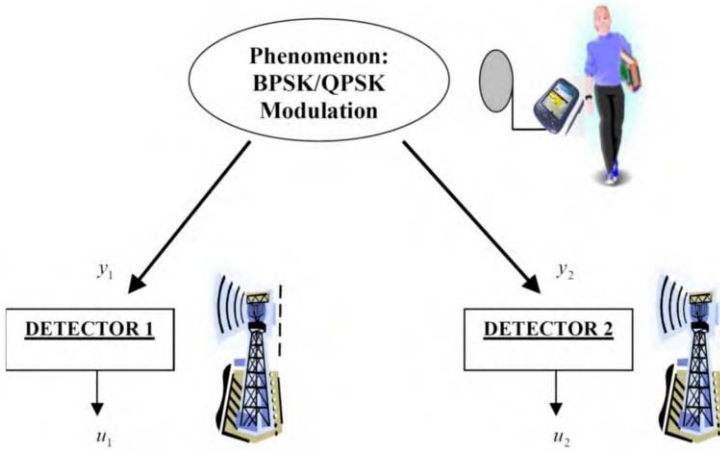 Phenomenon:
BPSK/QPSK
Modulation
y₁
y₂
DETECTOR 1
DETECTOR 2
u₁
u₂